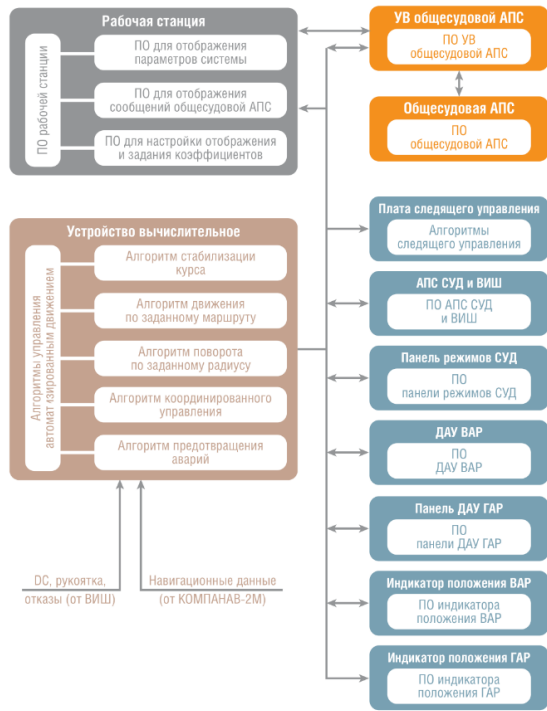 Рабочая станция
ПО рабочей станции
ПО для отображения
параметров системы
ПО для отображения
сообщений общесудовой АПС
ПО для настройки отображения
и задания коэффициентов
УВ общесудовой АПС
ПО УВ
общесудовой АПС
Общесудовая АПС
ПО
общесудовой АПС
Устройство вычислительное
Алгоритмы управления
автоматизированным движением
Алгоритм стабилизации
курса
Алгоритм движения
по заданному маршруту
Алгоритм поворота
по заданному радиусу
Алгоритм координированного
управления
Алгоритм предотвращения
аварий
DC, рукоятка,
отказы (от ВИШ)
Навигационные данные
(от КОМПАНАВ-2М)
Плата следящего управления
Алгоритмы
следящего управления
АПС СУД и ВИШ
ПО АПС СУД
и ВИШ
Панель режимов СУД
ПО
панели режимов СУД
ДАУ ВАР
ПО
ДАУ ВАР
Панель ДАУ ГАР
ПО
панели ДАУ ГАР
Индикатор положения ВАР
ПО индикатора
положения ВАР
Индикатор положения ГАР
ПО индикатора
положения ГАР